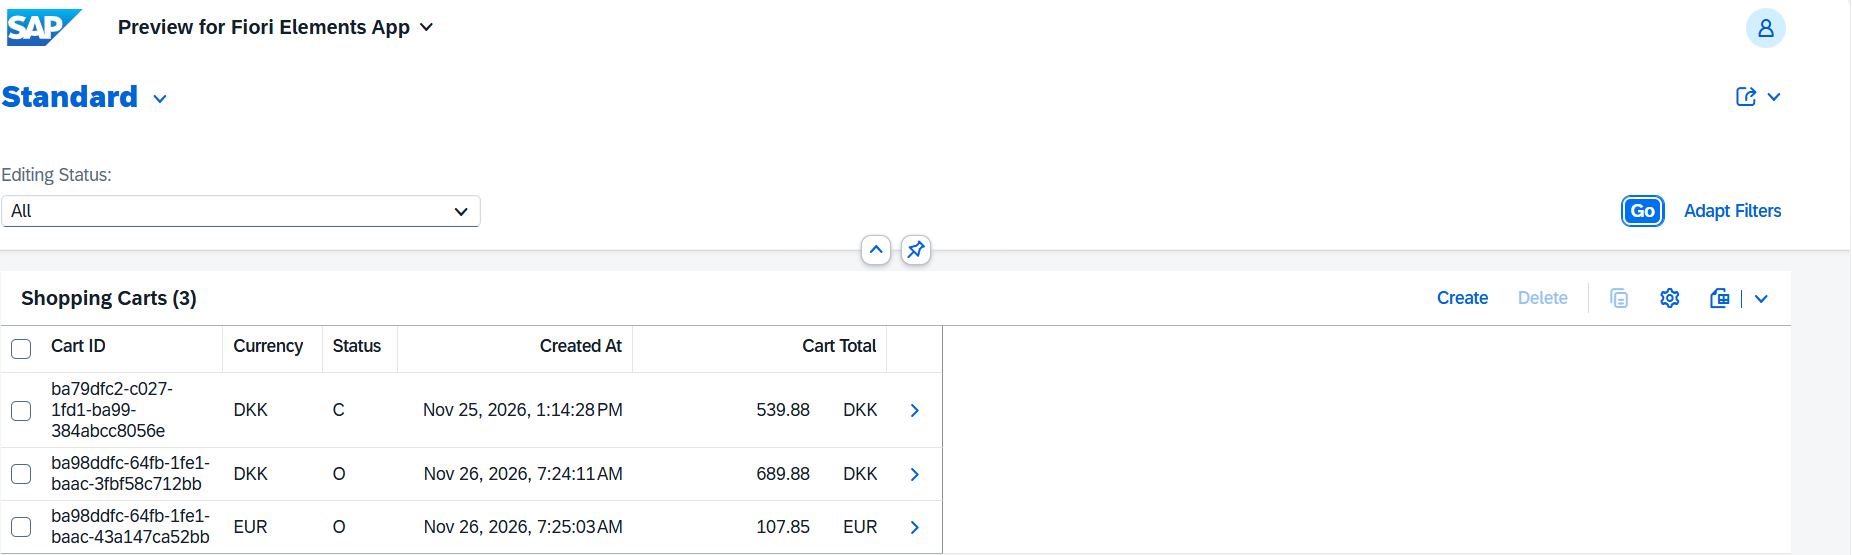 SAP Preview for Fiori Elements App
Standard
Editing Status:
All
Go Adapt Filters
Shopping Carts (3) Create Delete
Cart ID Currency Status Created At Cart Total
ba79dfc2-c027-
1fd1-ba99-
384abcc8056e
DKK C Nov 25, 2026, 1:14:28 PM 539.88 DKK
ba98ddfc-64fb-1fe1-
baac-3fbf58c712bb
DKK O Nov 26, 2026, 7:24:11 AM 689.88 DKK
ba98ddfc-64fb-1fe1-
baac-43a147ca52bb
EUR O Nov 26, 2026, 7:25:03 AM 107.85 EUR